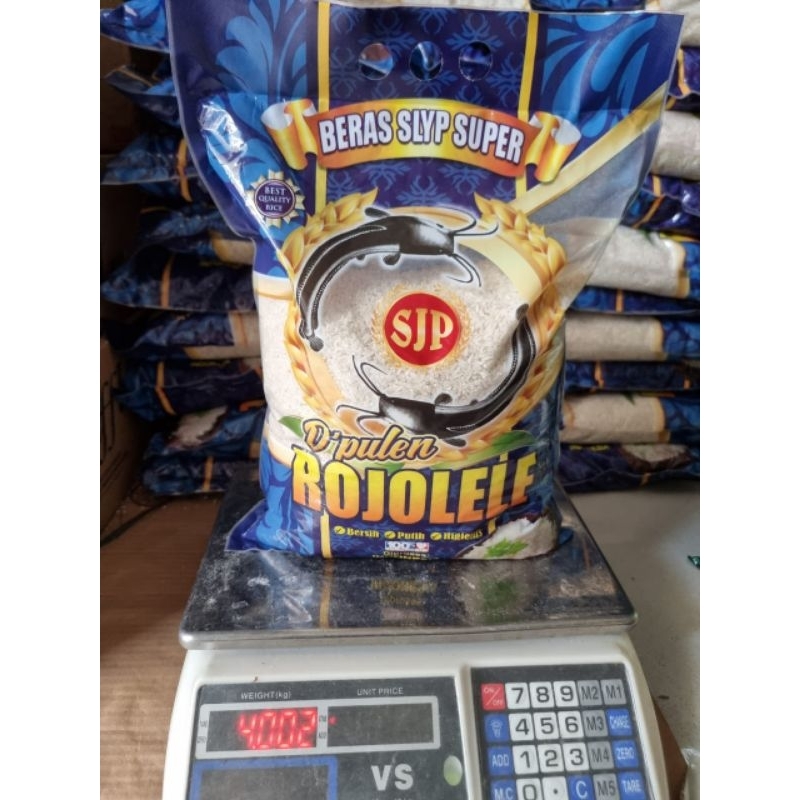 BERAS SLYP SUPER
BEST
QUALITY
RICE
SJP
D'pulen
ROJOLELE
Bersih Putih Higienis
WEIGHT(kg) UNIT PRICE
4.002
VS
7 8 9 M2 M1
4 5 6 M3 CHANGE
ADD 1 2 3 M4 ZERO
M.C 0 . C M5 TARE